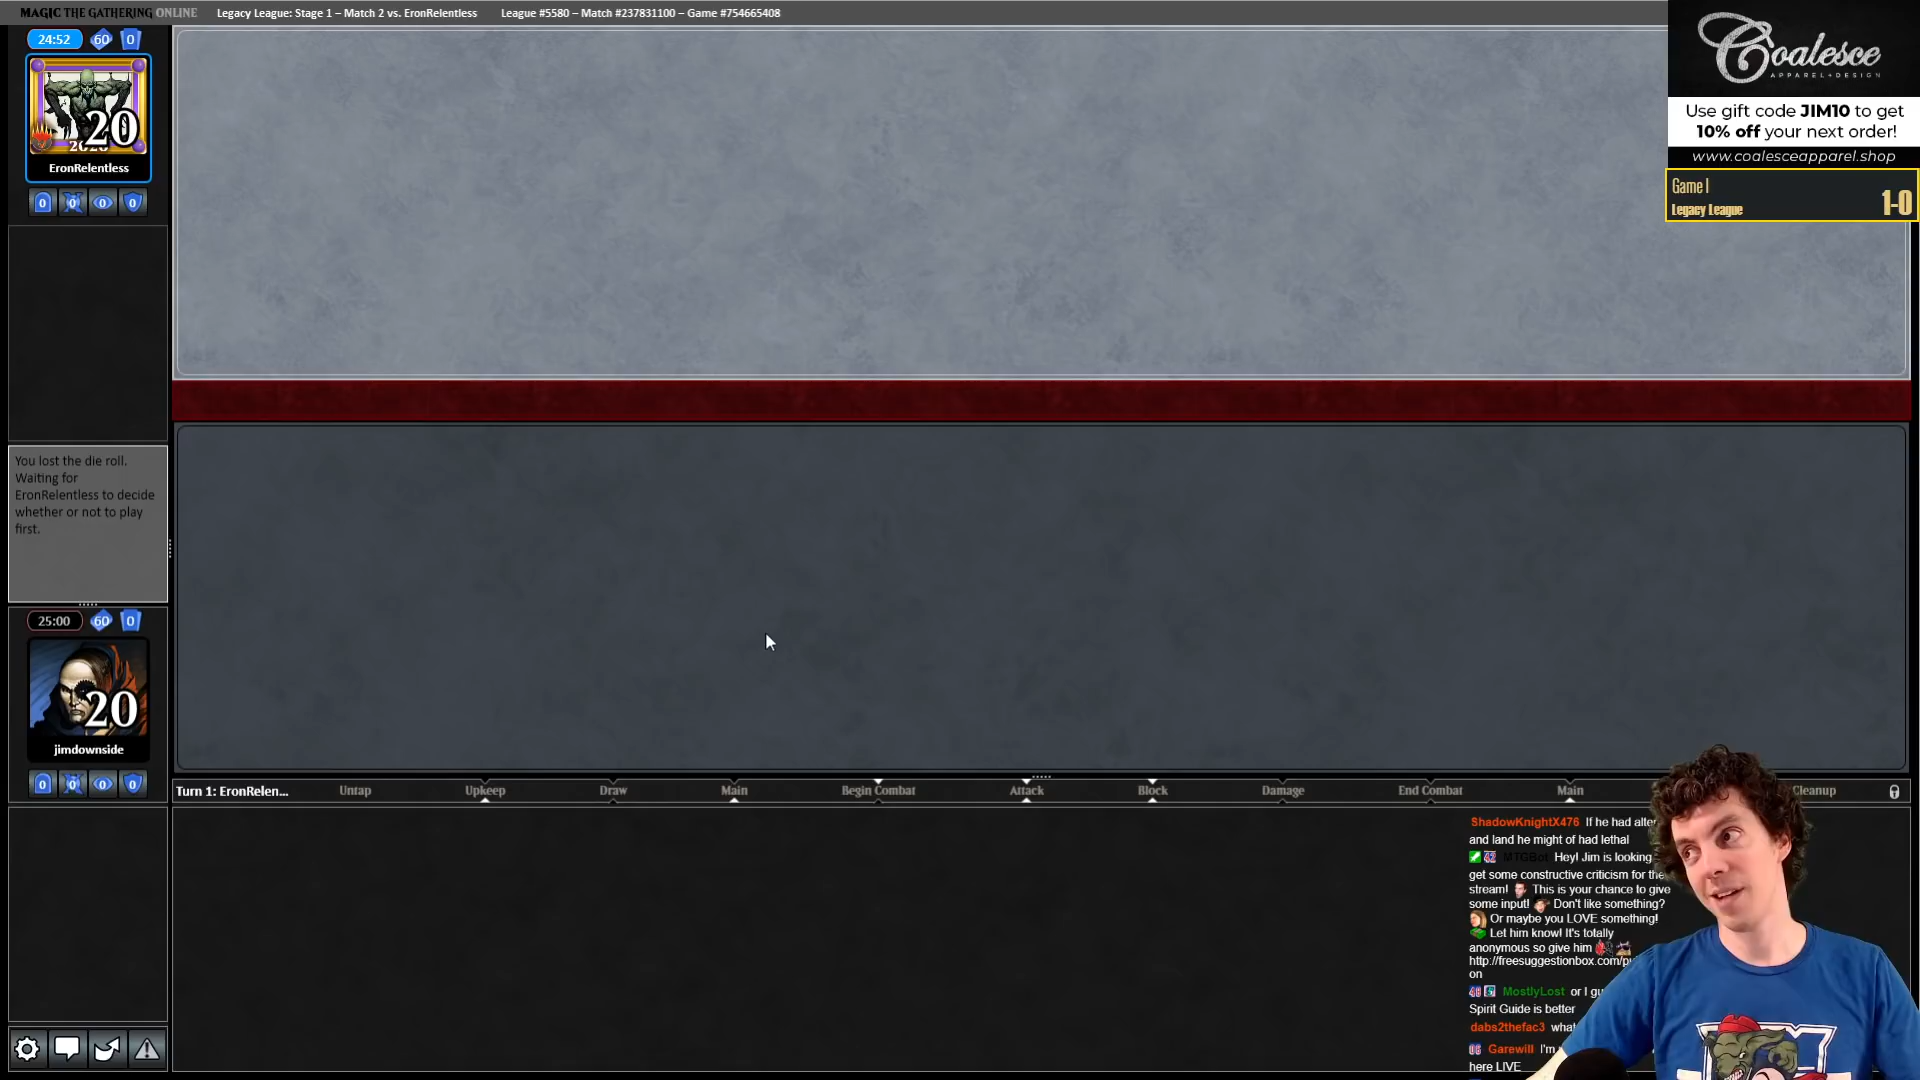 MAGIC THE GATHERING ONLINE
Legacy League: Stage 1 – Match 2 vs. EronRelentless
League #5580 – Match #237831100 – Game #754665408
24:52 60 0
20
EronRelentless
0 0 0 0
Coalesce
APPAREL+DESIGN
Use gift code JIM10 to get
10% off your next order!
www.coalesceapparel.shop
Game 1
Legacy League 1-0
You lost the die roll.
Waiting for
EronRelentless to decide
whether or not to play
first.
25:00 60 0
20
jimdownside
0 0 0 0
Turn 1: EronRelen... Untap Upkeep Draw Main Begin Combat Attack Block Damage End Combat Main Cleanup
ShadowKnightX476 If he had
and land he might of had lethal
MTGBot Hey! Jim is looking
get some constructive criticism for the
stream! This is your chance to give
some input! Don't like something?
Or maybe you LOVE something!
Let him know! It's totally
anonymous so give him
http://freesuggestionbox.com/
on
MostlyLost or I
Spirit Guide is better
dabs2thefac3
Garewill I'm
here LIVE